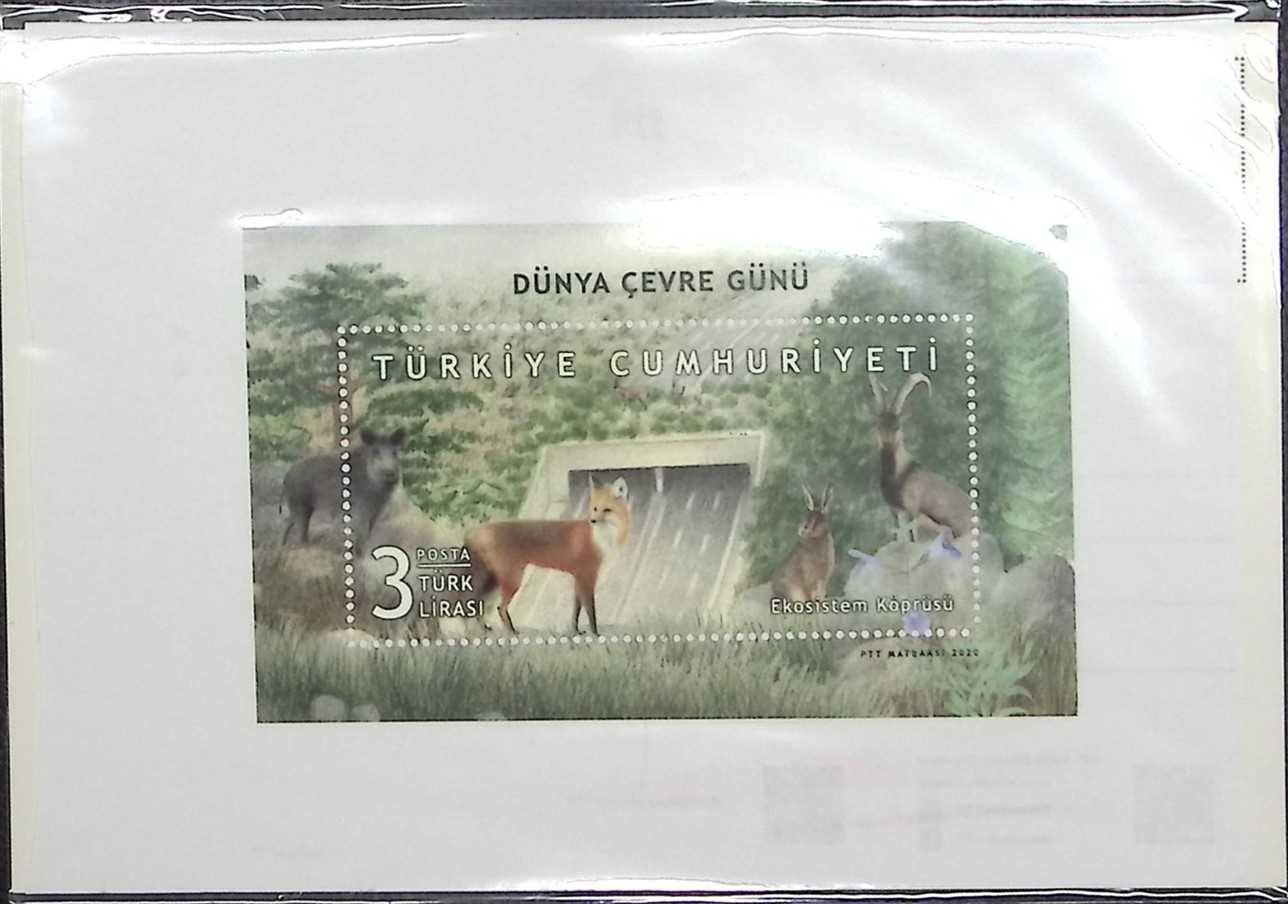 DÜNYA ÇEVRE GÜNÜ
TÜRKİYE CUMHURİYETİ
3 POSTA
TÜRK
LİRASI
Ekosistem Köprüsü
PTT MATBAASI 2020